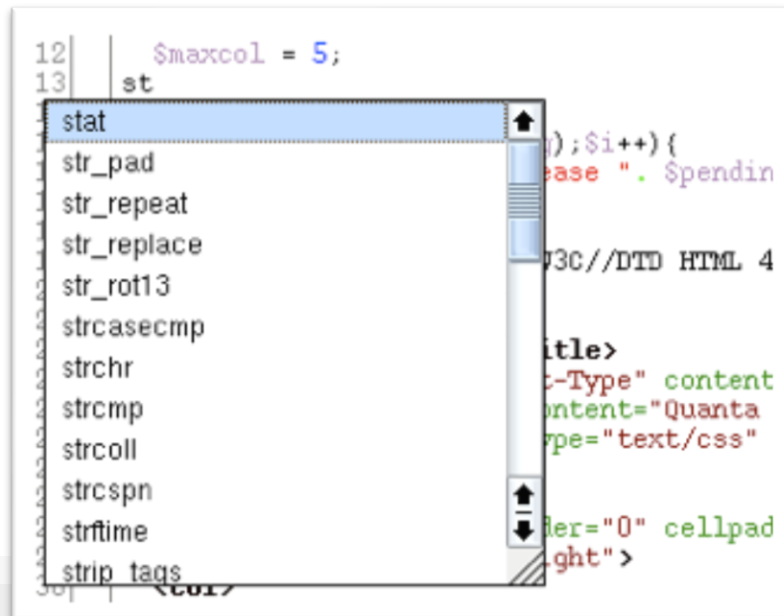 12 $maxcol = 5;
13 st
stat
str_pad
);$i++){
str_repeat
ease ". $pendin
str_replace
W3C//DTD HTML 4
str_rot13
strcasecmp
itle>
strchr
t-Type" content
strcmp
ontent="Quanta
strcoll
ype="text/css"
strcspn
strftime
der="0" cellpad
strip_tags
ght">
<col>